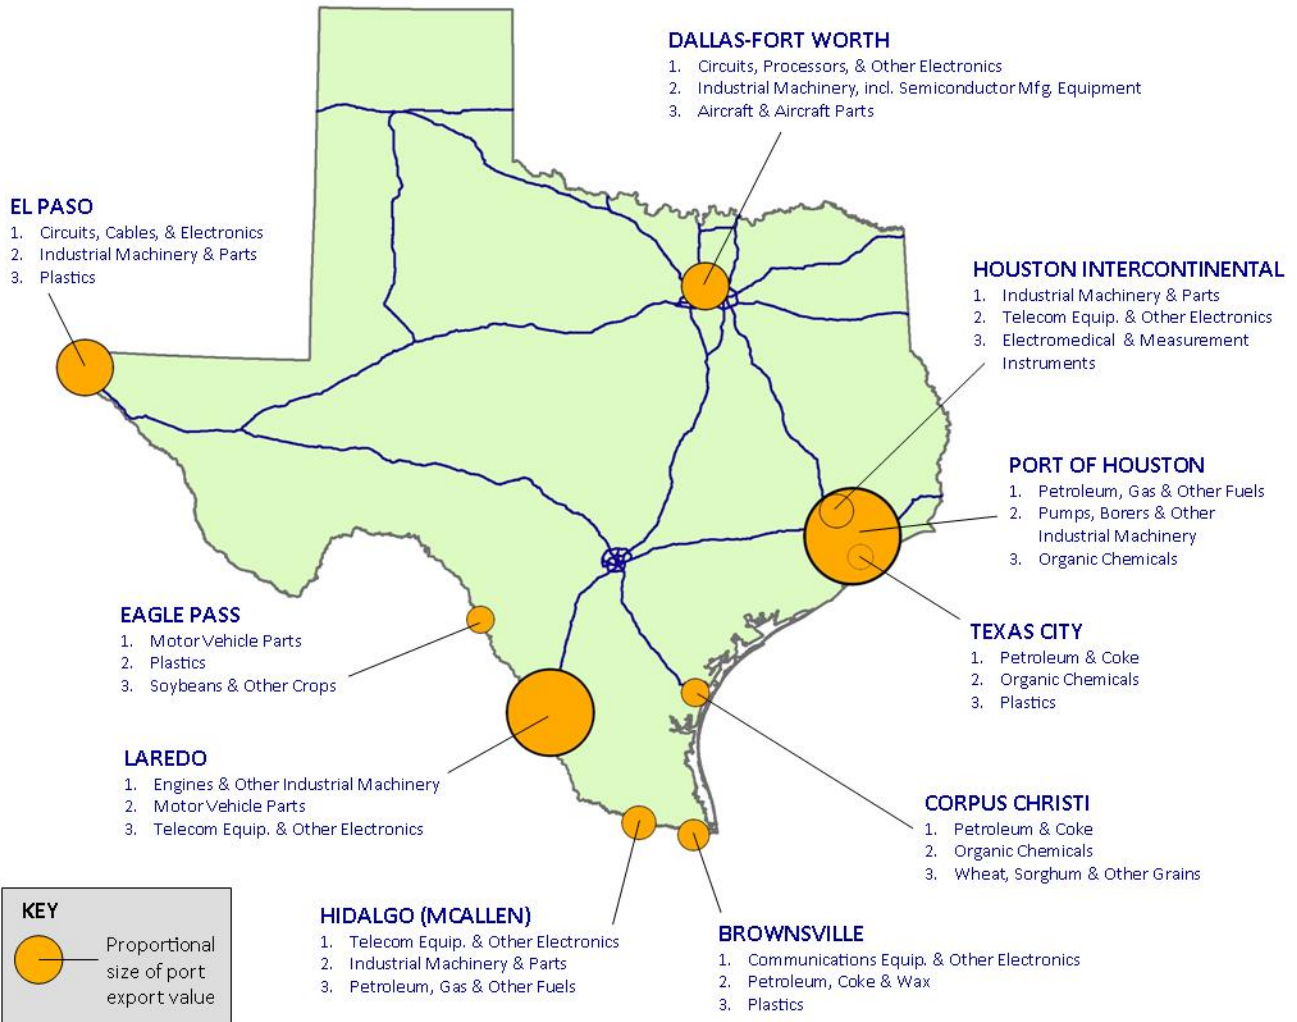 DALLAS-FORT WORTH
1. Circuits, Processors, & Other Electronics
2. Industrial Machinery, incl. Semiconductor Mfg. Equipment
3. Aircraft & Aircraft Parts
EL PASO
1. Circuits, Cables, & Electronics
2. Industrial Machinery & Parts
3. Plastics
HOUSTON INTERCONTINENTAL
1. Industrial Machinery & Parts
2. Telecom Equip. & Other Electronics
3. Electromedical & Measurement
Instruments
PORT OF HOUSTON
1. Petroleum, Gas & Other Fuels
2. Pumps, Borers & Other
Industrial Machinery
3. Organic Chemicals
EAGLE PASS
1. Motor Vehicle Parts
2. Plastics
3. Soybeans & Other Crops
TEXAS CITY
1. Petroleum & Coke
2. Organic Chemicals
3. Plastics
LAREDO
1. Engines & Other Industrial Machinery
2. Motor Vehicle Parts
3. Telecom Equip. & Other Electronics
CORPUS CHRISTI
1. Petroleum & Coke
2. Organic Chemicals
3. Wheat, Sorghum & Other Grains
HIDALGO (MCALLEN)
1. Telecom Equip. & Other Electronics
2. Industrial Machinery & Parts
3. Petroleum, Gas & Other Fuels
BROWNSVILLE
1. Communications Equip. & Other Electronics
2. Petroleum, Coke & Wax
3. Plastics
KEY
Proportional
size of port
export value